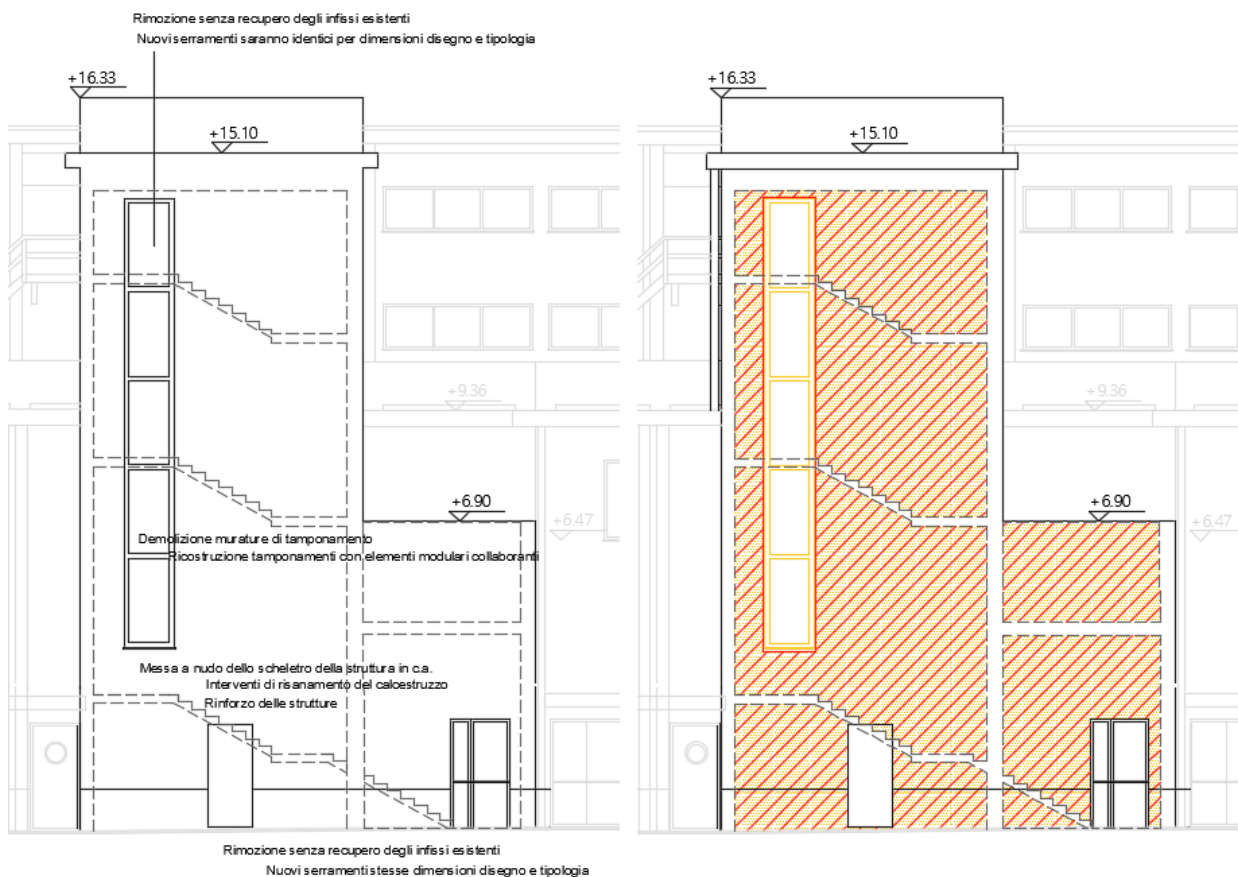 Rimozione senza recupero degli infissi esistenti
Nuovi serramenti saranno identici per dimensioni disegno e tipologia
+16.33
+16.33
+15.10
+15.10
+9.36
+9.36
+6.90
+6.90
+6.47
+6.47
Demolizione murature di tamponamento
Ricostruzione tamponamenti con elementi modulari collaboranti
Messa a nudo dello scheletro della struttura in c.a.
Interventi di risanamento del calcestruzzo
Rinforzo delle strutture
Rimozione senza recupero degli infissi esistenti
Nuovi serramenti stesse dimensioni disegno e tipologia